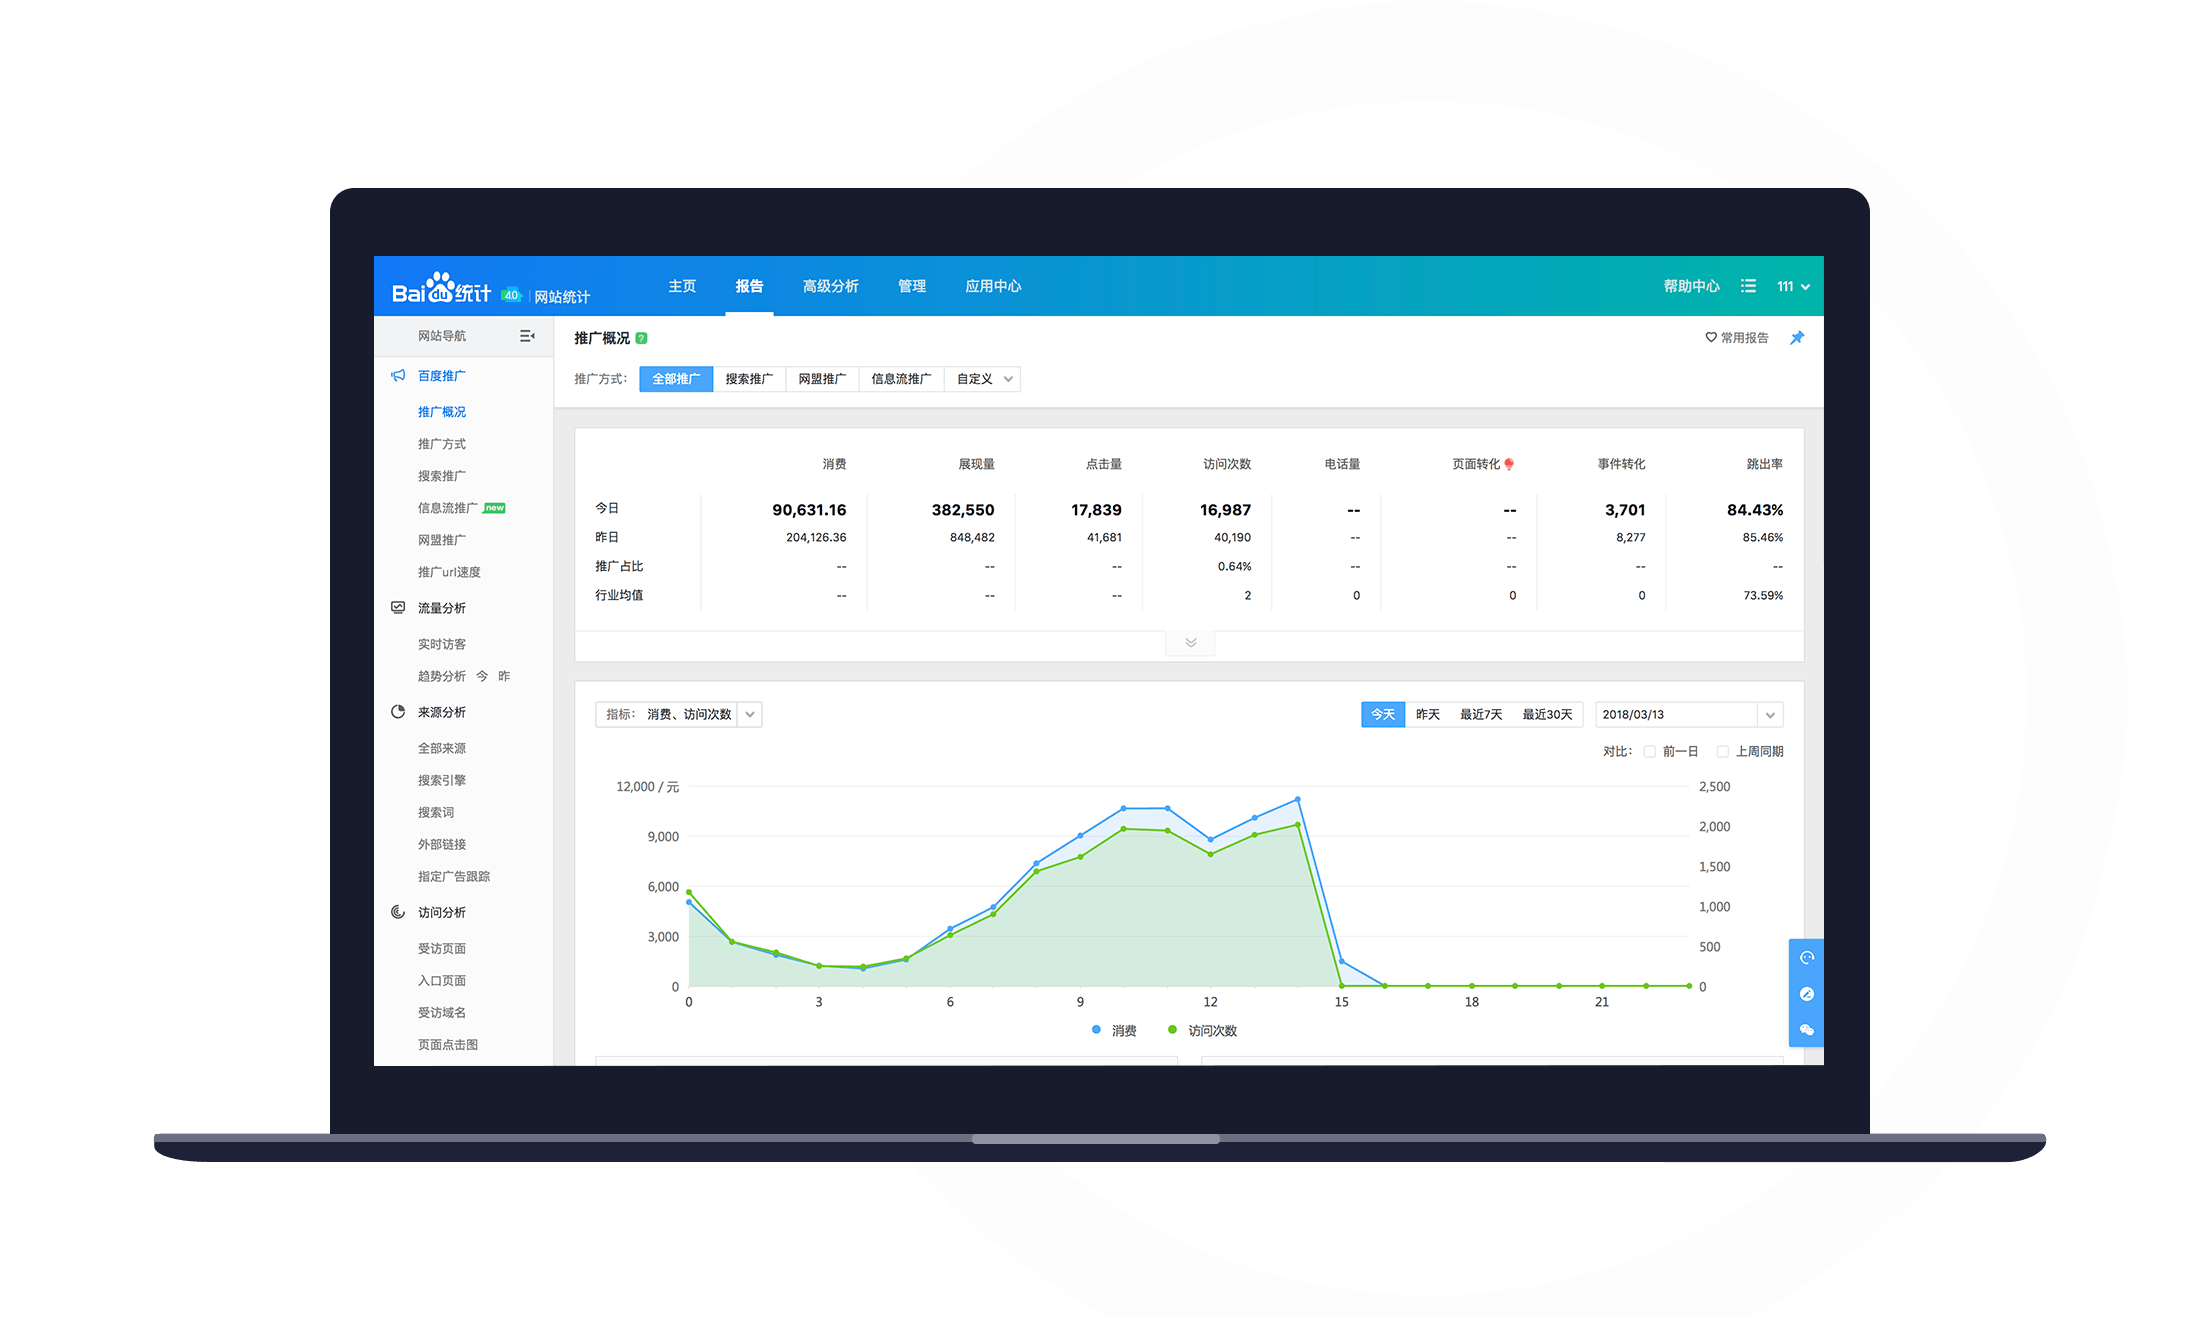 Baidu统计 4.0 | 网站统计 主页 报告 高级分析 管理 应用中心 帮助中心 111
网站导航
百度推广
推广概况
推广方式
搜索推广
信息流推广 new
网盟推广
推广url速度
流量分析
实时访客
趋势分析 今 昨
来源分析
全部来源
搜索引擎
搜索词
外部链接
指定广告跟踪
访问分析
受访页面
入口页面
受访域名
页面点击图
推广概况 ? 常用报告
推广方式： 全部推广 搜索推广 网盟推广 信息流推广 自定义
消费 展现量 点击量 访问次数 电话量 页面转化 事件转化 跳出率
今日 90,631.16 382,550 17,839 16,987 -- -- 3,701 84.43%
昨日 204,126.36 848,482 41,681 40,190 -- -- 8,277 85.46%
推广占比 -- -- -- 0.64% -- -- -- --
行业均值 -- -- -- 2 0 0 0 73.59%
指标： 消费、访问次数 今天 昨天 最近7天 最近30天 2018/03/13
对比： 前一日 上周同期
12,000 / 元 2,500
9,000 2,000
6,000 1,500
3,000 1,000
0 500
0
0 3 6 9 12 15 18 21
消费 访问次数